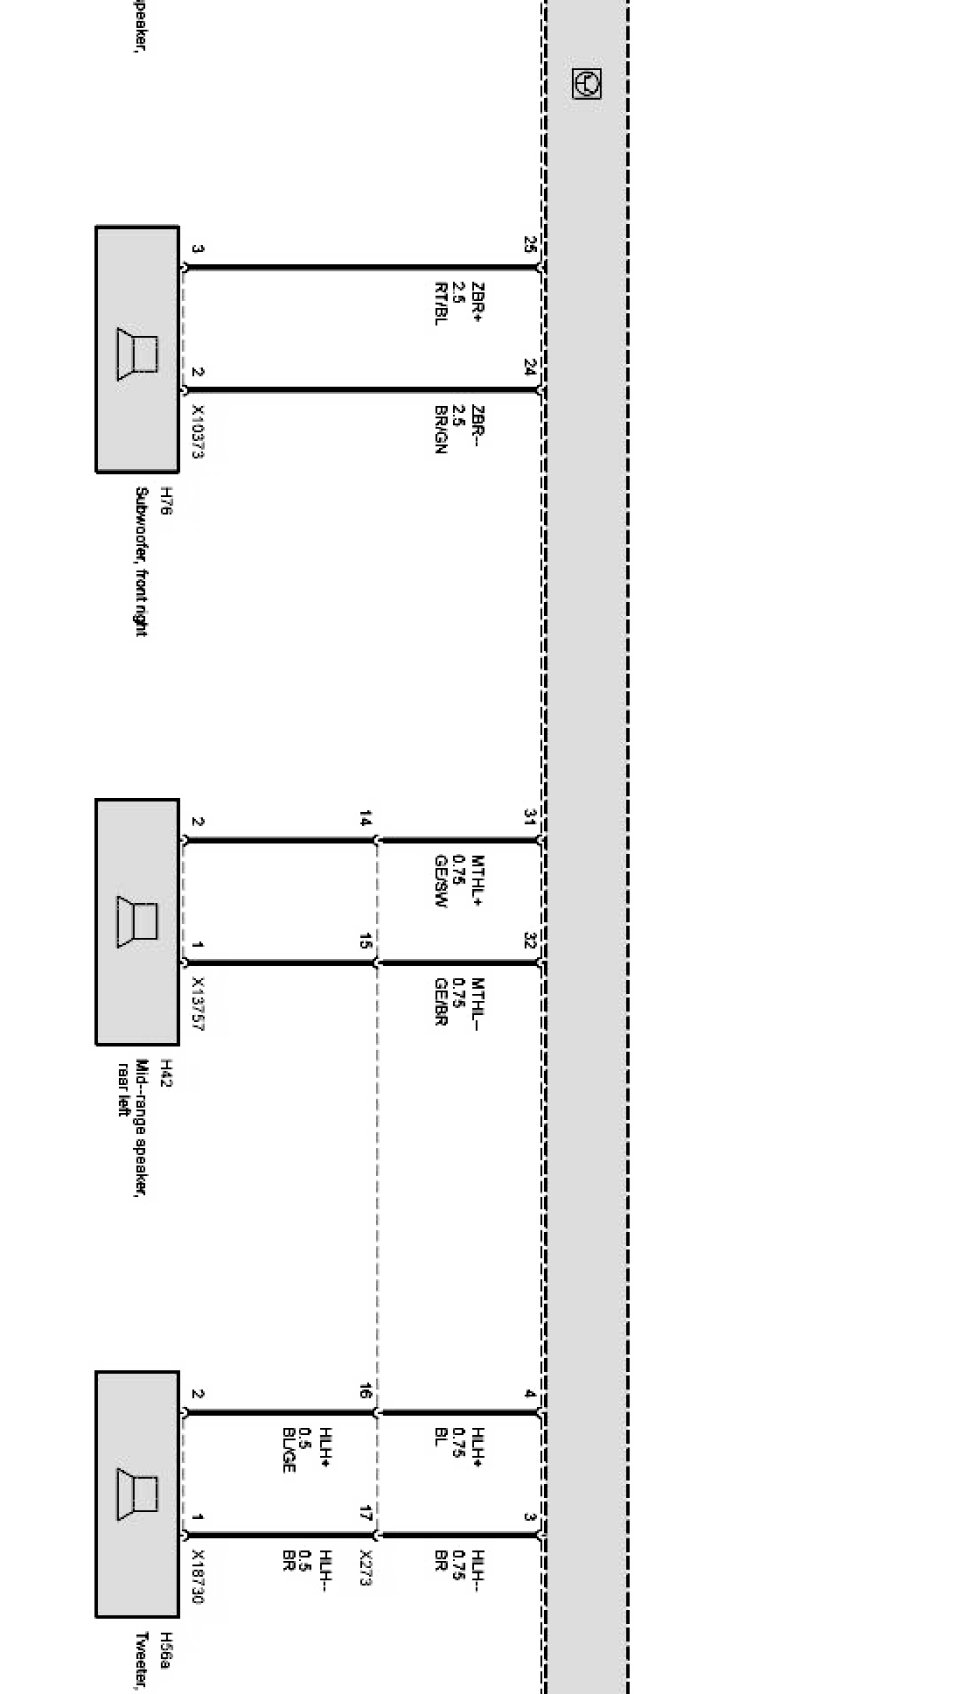 speaker,
25
24
3
2
ZBR+
2.5
RT/BL
ZBR--
2.5
BR/GN
X10373
H76
Subwoofer, front right
31
32
14
15
2
1
MTHL+
0.75
GE/SW
MTHL--
0.75
GE/BR
X13757
H42
Mid--range speaker,
rear left
4
3
16
17
2
1
HLH+
0.75
BL
HLH--
0.75
BR
HLH+
0.5
BL/GE
HLH--
0.5
BR
X273
X18730
H56a
Tweeter,